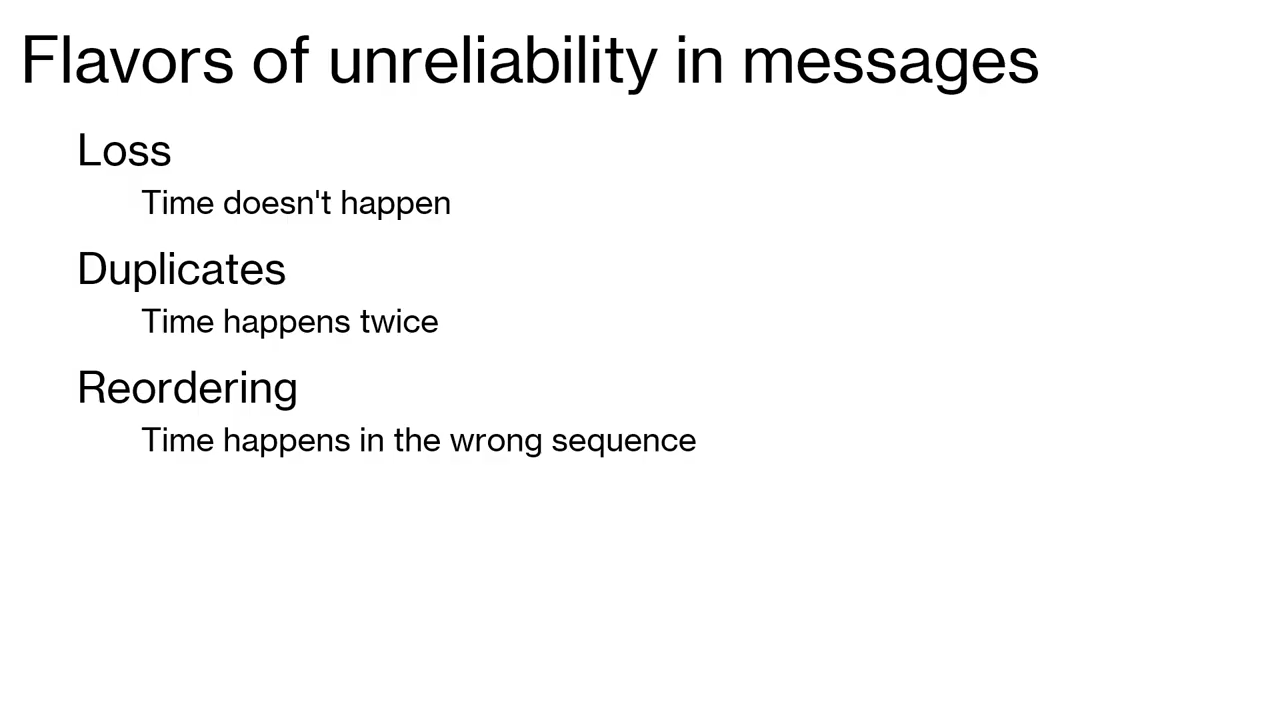 Flavors of unreliability in messages
Loss
Time doesn't happen
Duplicates
Time happens twice
Reordering
Time happens in the wrong sequence